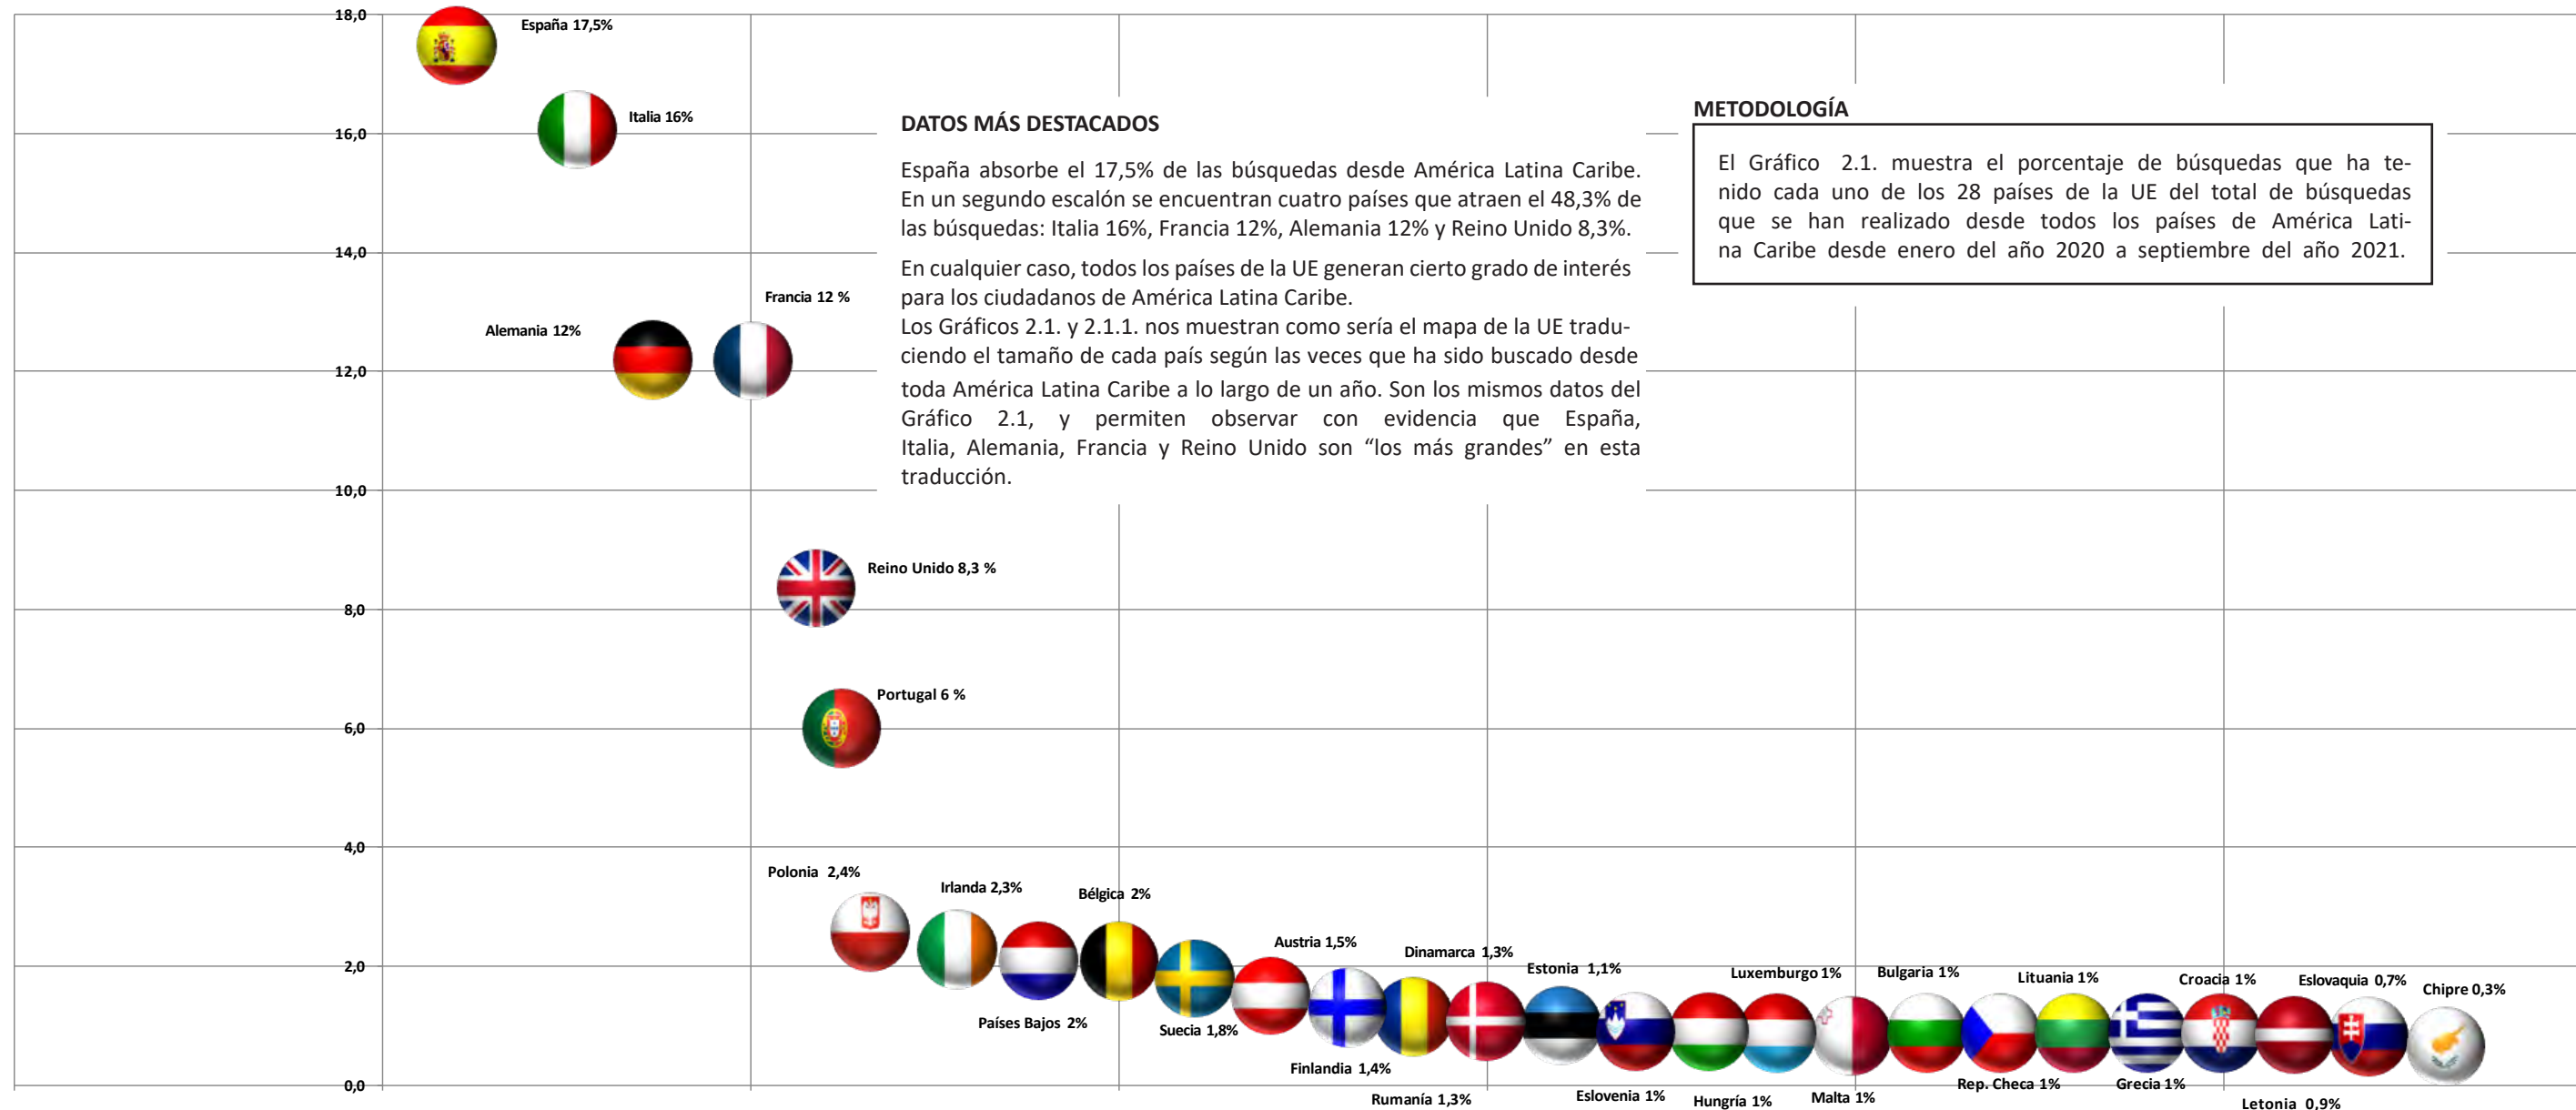 18,0
16,0
14,0
12,0
10,0
8,0
6,0
4,0
2,0
0,0
España 17,5%
Italia 16%
Francia 12 %
Alemania 12%
Reino Unido 8,3 %
Portugal 6 %
Polonia 2,4%
Irlanda 2,3%
Países Bajos 2%
Bélgica 2%
Suecia 1,8%
Austria 1,5%
Finlandia 1,4%
Rumanía 1,3%
Dinamarca 1,3%
Estonia 1,1%
Eslovenia 1%
Hungría 1%
Luxemburgo 1%
Malta 1%
Bulgaria 1%
Rep. Checa 1%
Lituania 1%
Grecia 1%
Croacia 1%
Letonia 0,9%
Eslovaquia 0,7%
Chipre 0,3%
DATOS MÁS DESTACADOS
España absorbe el 17,5% de las búsquedas desde América Latina Caribe.
En un segundo escalón se encuentran cuatro países que atraen el 48,3% de
las búsquedas: Italia 16%, Francia 12%, Alemania 12% y Reino Unido 8,3%.
En cualquier caso, todos los países de la UE generan cierto grado de interés
para los ciudadanos de América Latina Caribe.
Los Gráficos 2.1. y 2.1.1. nos muestran como sería el mapa de la UE tradu-
ciendo el tamaño de cada país según las veces que ha sido buscado desde
toda América Latina Caribe a lo largo de un año. Son los mismos datos del
Gráfico 2.1, y permiten observar con evidencia que España,
Italia, Alemania, Francia y Reino Unido son “los más grandes” en esta
traducción.
METODOLOGÍA
El Gráfico 2.1. muestra el porcentaje de búsquedas que ha te-
nido cada uno de los 28 países de la UE del total de búsquedas
que se han realizado desde todos los países de América Lati-
na Caribe desde enero del año 2020 a septiembre del año 2021.